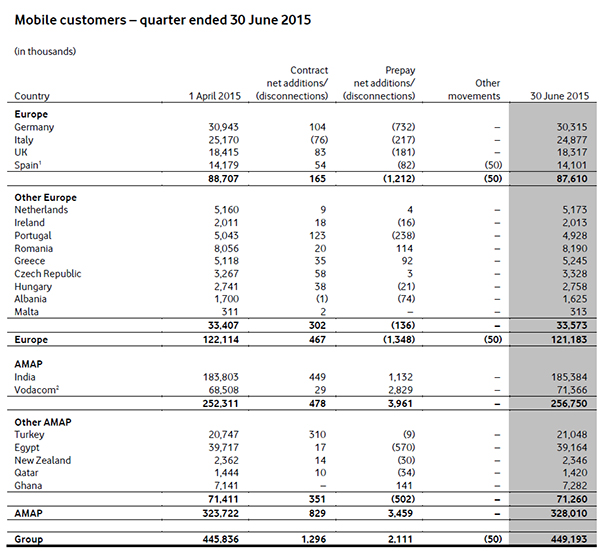 Mobile customers – quarter ended 30 June 2015
(in thousands)
Contract Prepay
net additions/ net additions/ Other
Country 1 April 2015 (disconnections) (disconnections) movements 30 June 2015
Europe
Germany 30,943 104 (732) – 30,315
Italy 25,170 (76) (217) – 24,877
UK 18,415 83 (181) – 18,317
Spain¹ 14,179 54 (82) (50) 14,101
88,707 165 (1,212) (50) 87,610
Other Europe
Netherlands 5,160 9 4 – 5,173
Ireland 2,011 18 (16) – 2,013
Portugal 5,043 123 (238) – 4,928
Romania 8,056 20 114 – 8,190
Greece 5,118 35 92 – 5,245
Czech Republic 3,267 58 3 – 3,328
Hungary 2,741 38 (21) – 2,758
Albania 1,700 (1) (74) – 1,625
Malta 311 2 – – 313
33,407 302 (136) – 33,573
Europe 122,114 467 (1,348) (50) 121,183
AMAP
India 183,803 449 1,132 – 185,384
Vodacom² 68,508 29 2,829 – 71,366
252,311 478 3,961 – 256,750
Other AMAP
Turkey 20,747 310 (9) – 21,048
Egypt 39,717 17 (570) – 39,164
New Zealand 2,362 14 (30) – 2,346
Qatar 1,444 10 (34) – 1,420
Ghana 7,141 – 141 – 7,282
71,411 351 (502) – 71,260
AMAP 323,722 829 3,459 – 328,010
Group 445,836 1,296 2,111 (50) 449,193